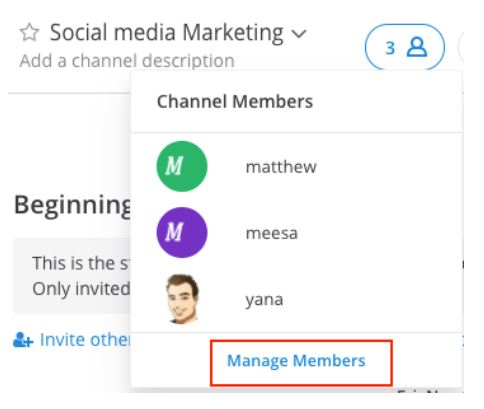 Social media Marketing
3
Add a channel description
Channel Members
M matthew
Beginning
M meesa
This is the s
Only invited
yana
Invite othe
Manage Members